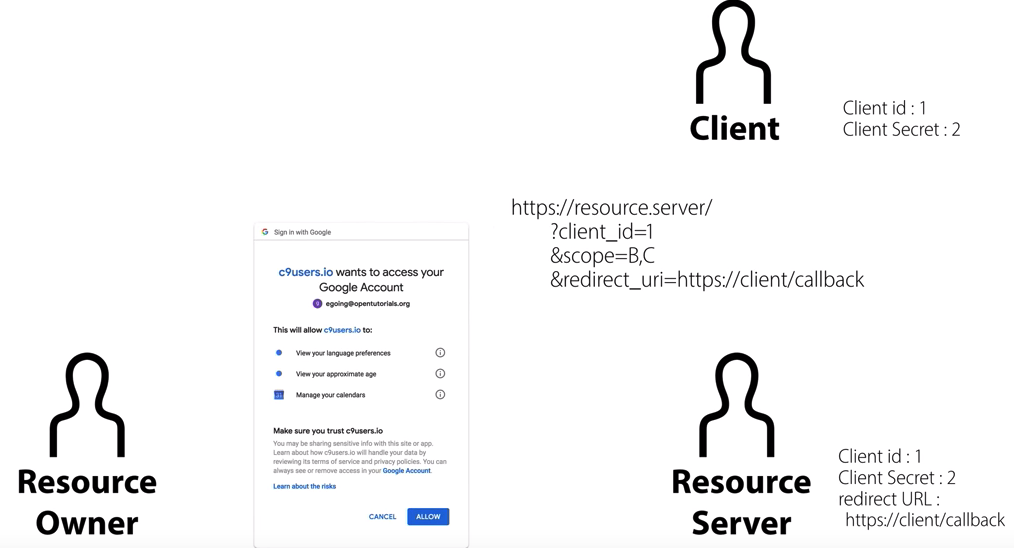 Client
Client id : 1
Client Secret : 2
https://resource.server/
?client_id=1
&scope=B,C
&redirect_uri=https://client/callback
Sign in with Google
c9users.io wants to access your
Google Account
egoing@opentutorials.org
This will allow c9users.io to:
View your language preferences
View your approximate age
Manage your calendars
Make sure you trust c9users.io
You may be sharing sensitive info with this site or app.
Learn about how c9users.io will handle your data by
reviewing its terms of service and privacy policies. You can
always see or remove access in your Google Account.
Learn about the risks
CANCEL
ALLOW
Resource
Owner
Resource
Server
Client id : 1
Client Secret : 2
redirect URL :
https://client/callback